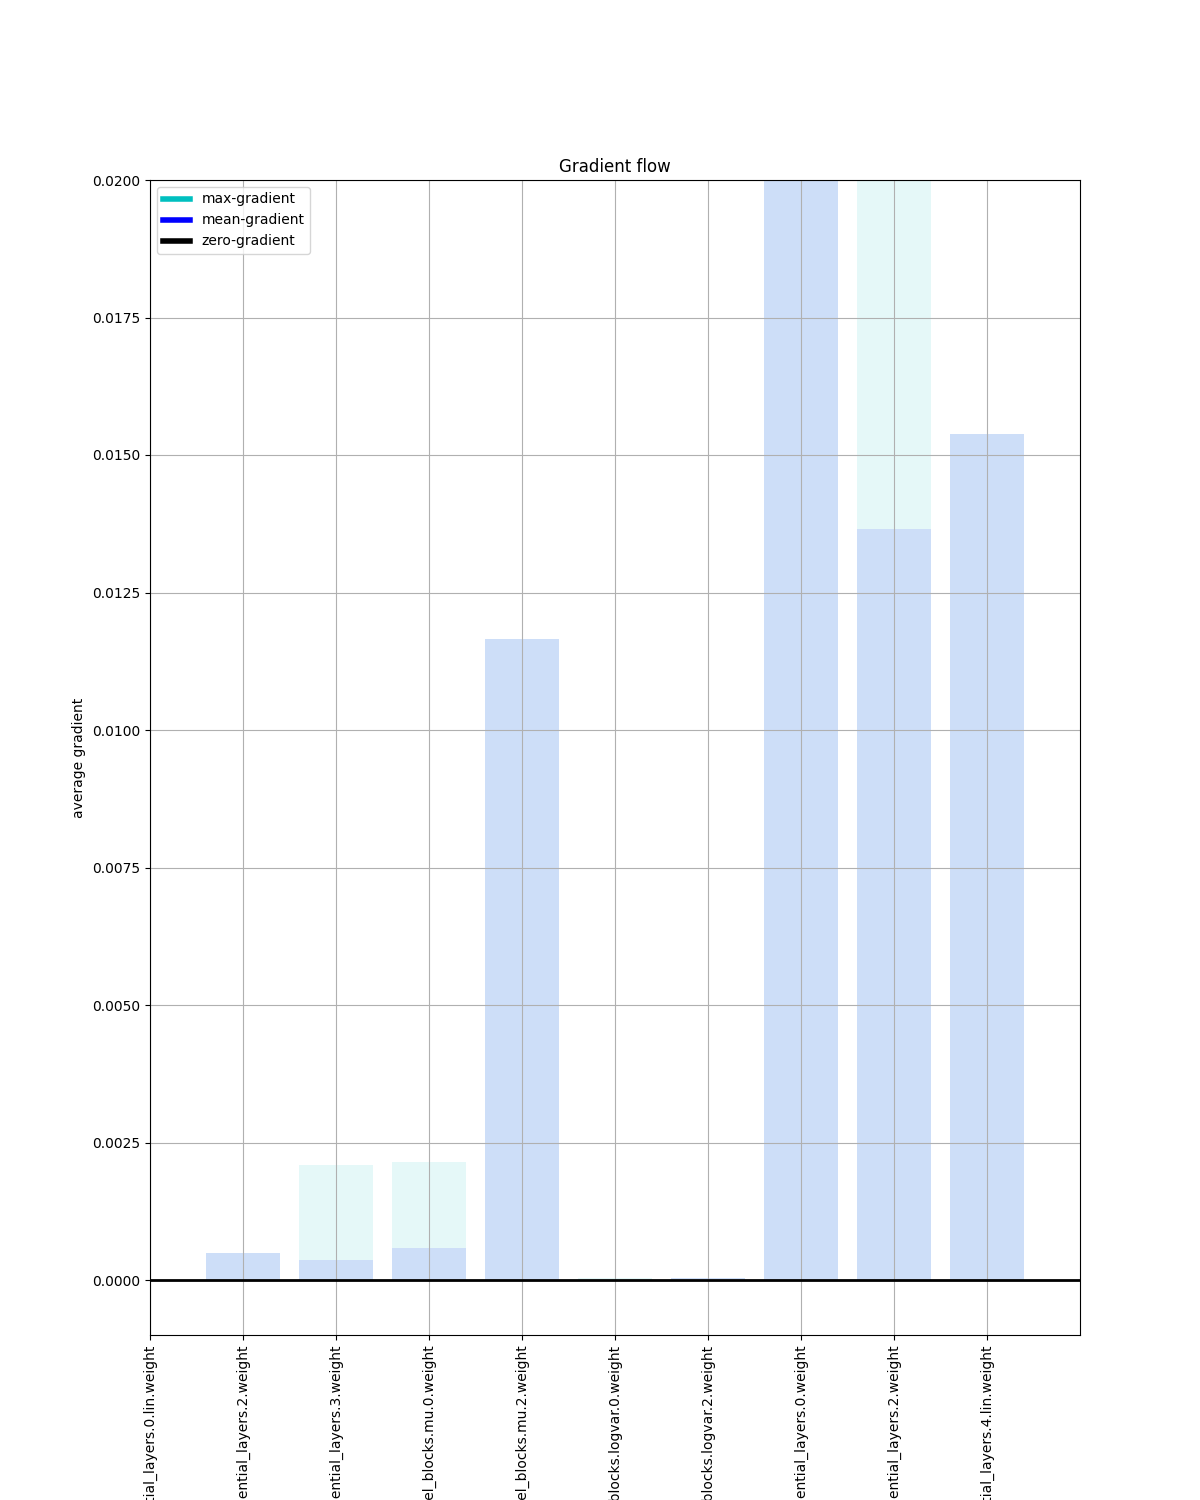 Gradient flow
max-gradient
mean-gradient
zero-gradient
0.0200
0.0175
0.0150
0.0125
0.0100
0.0075
0.0050
0.0025
0.0000
average gradient
tial_layers.0.lin.weight
ential_layers.2.weight
ential_layers.3.weight
el_blocks.mu.0.weight
el_blocks.mu.2.weight
blocks.logvar.0.weight
blocks.logvar.2.weight
ential_layers.0.weight
ential_layers.2.weight
tial_layers.4.lin.weight